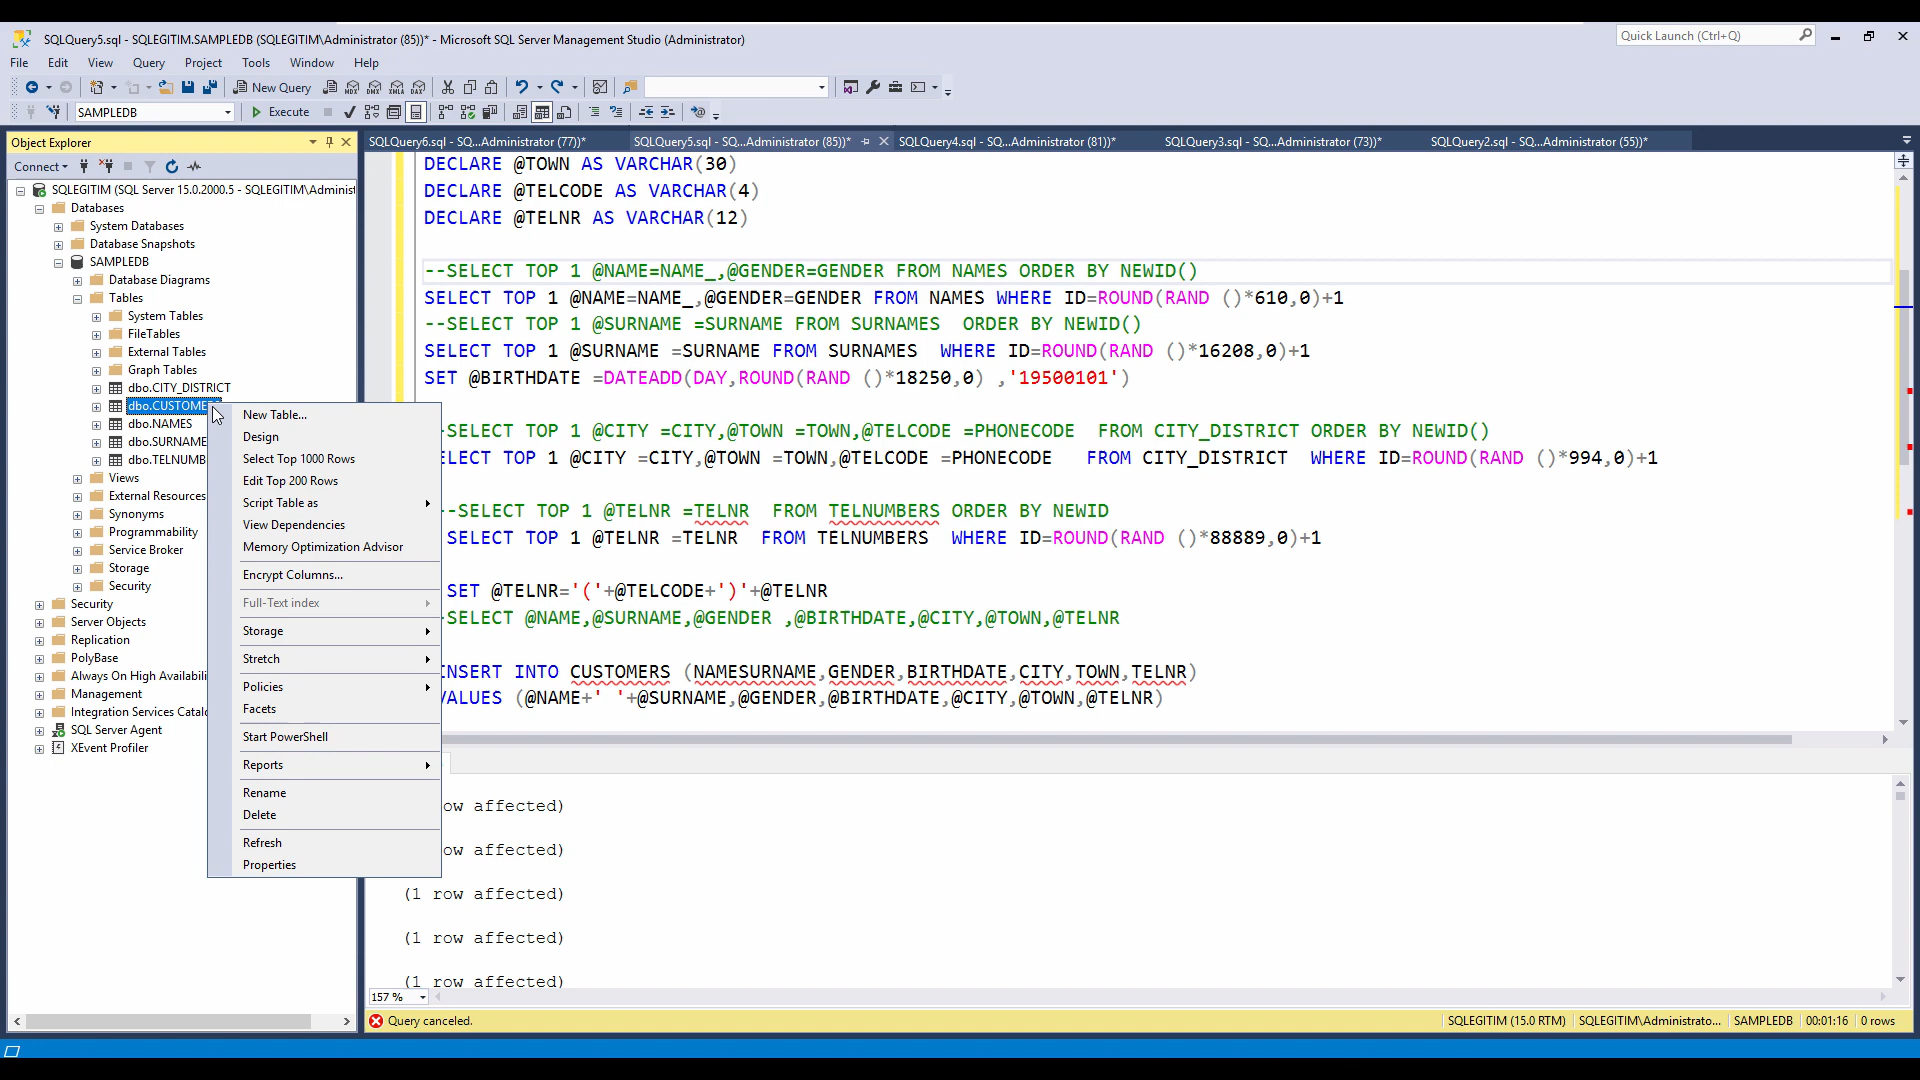 SQLQuery5.sql - SQLEGITIM.SAMPLEDB (SQLEGITIM\Administrator (85))* - Microsoft SQL Server Management Studio (Administrator)
Quick Launch (Ctrl+Q)
File Edit View Query Project Tools Window Help
New Query
SAMPLEDB
Execute
Object Explorer
SQLQuery6.sql - SQ...Administrator (77))*
SQLQuery5.sql - SQ...Administrator (85))*
SQLQuery4.sql - SQ...Administrator (81))*
SQLQuery3.sql - SQ...Administrator (73))*
SQLQuery2.sql - SQ...Administrator (55))*
Connect
SQLEGITIM (SQL Server 15.0.2000.5 - SQLEGITIM\Administ
Databases
System Databases
Database Snapshots
SAMPLEDB
Database Diagrams
Tables
System Tables
FileTables
External Tables
Graph Tables
dbo.CITY_DISTRICT
dbo.CUSTOME
dbo.NAMES
dbo.SURNAME
dbo.TELNUMB
Views
External Resources
Synonyms
Programmability
Service Broker
Storage
Security
Security
Server Objects
Replication
PolyBase
Always On High Availabili
Management
Integration Services Catalo
SQL Server Agent
XEvent Profiler
New Table...
Design
Select Top 1000 Rows
Edit Top 200 Rows
Script Table as
View Dependencies
Memory Optimization Advisor
Encrypt Columns...
Full-Text index
Storage
Stretch
Policies
Facets
Start PowerShell
Reports
Rename
Delete
Refresh
Properties
DECLARE @TOWN AS VARCHAR(30)
DECLARE @TELCODE AS VARCHAR(4)
DECLARE @TELNR AS VARCHAR(12)
--SELECT TOP 1 @NAME=NAME_,@GENDER=GENDER FROM NAMES ORDER BY NEWID()
SELECT TOP 1 @NAME=NAME_,@GENDER=GENDER FROM NAMES WHERE ID=ROUND(RAND ()*610,0)+1
--SELECT TOP 1 @SURNAME =SURNAME FROM SURNAMES  ORDER BY NEWID()
SELECT TOP 1 @SURNAME =SURNAME FROM SURNAMES  WHERE ID=ROUND(RAND ()*16208,0)+1
SET @BIRTHDATE =DATEADD(DAY,ROUND(RAND ()*18250,0) ,'19500101')
-SELECT TOP 1 @CITY =CITY,@TOWN =TOWN,@TELCODE =PHONECODE  FROM CITY_DISTRICT ORDER BY NEWID()
ELECT TOP 1 @CITY =CITY,@TOWN =TOWN,@TELCODE =PHONECODE   FROM CITY_DISTRICT  WHERE ID=ROUND(RAND ()*994,0)+1
--SELECT TOP 1 @TELNR =TELNR  FROM TELNUMBERS ORDER BY NEWID
SELECT TOP 1 @TELNR =TELNR  FROM TELNUMBERS  WHERE ID=ROUND(RAND ()*88889,0)+1
SET @TELNR='('+@TELCODE+')'+@TELNR
-SELECT @NAME,@SURNAME,@GENDER ,@BIRTHDATE,@CITY,@TOWN,@TELNR
INSERT INTO CUSTOMERS (NAMESURNAME,GENDER,BIRTHDATE,CITY,TOWN,TELNR)
VALUES (@NAME+' '+@SURNAME,@GENDER,@BIRTHDATE,@CITY,@TOWN,@TELNR)
ow affected)
ow affected)
(1 row affected)
(1 row affected)
(1 row affected)
157 %
Query canceled.
SQLEGITIM (15.0 RTM)
SQLEGITIM\Administrato...
SAMPLEDB
00:01:16
0 rows